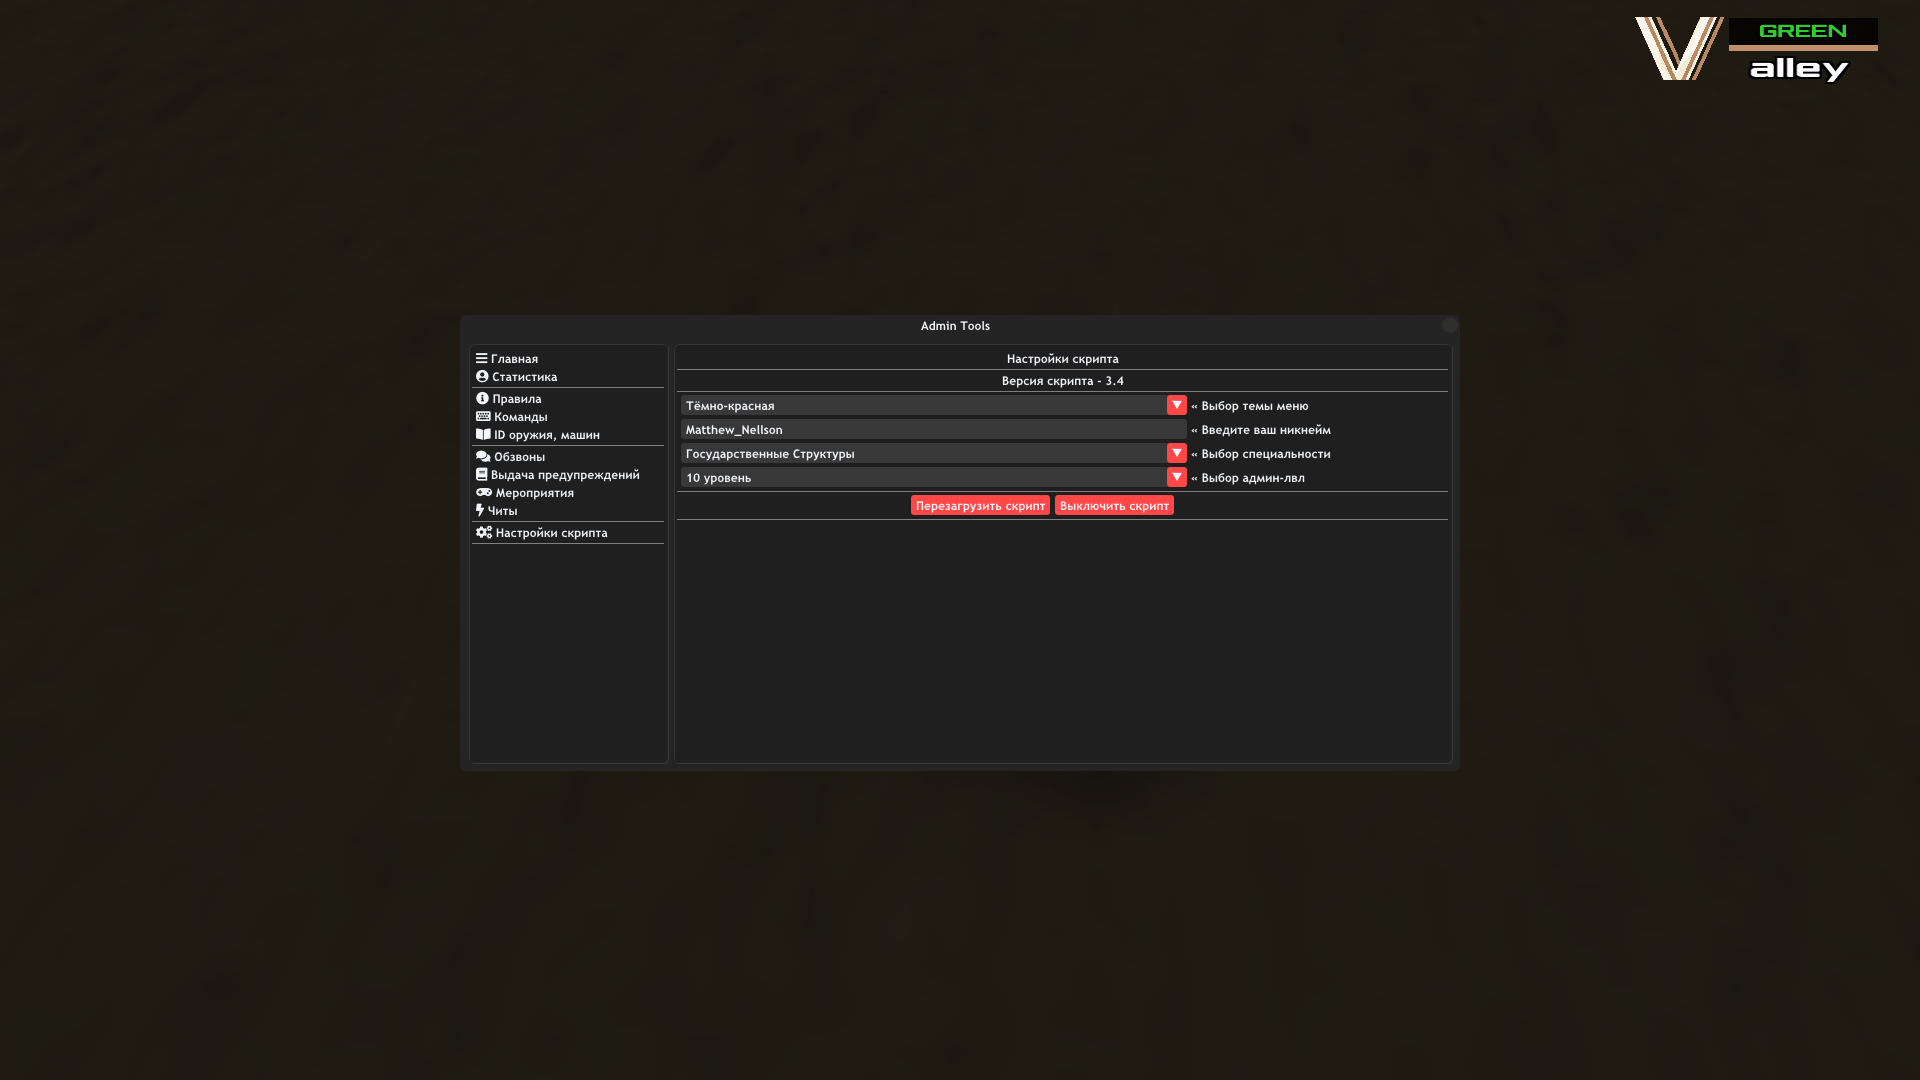 GREEN
alley
Admin Tools
Главная
Статистика
Правила
Команды
ID оружия, машин
Обзвоны
Выдача предупреждений
Мероприятия
Читы
Настройки скрипта
Настройки скрипта
Версия скрипта - 3.4
Тёмно-красная « Выбор темы меню
Matthew_Nellson « Введите ваш никнейм
Государственные Структуры « Выбор специальности
10 уровень « Выбор админ-лвл
Перезагрузить скрипт Выключить скрипт